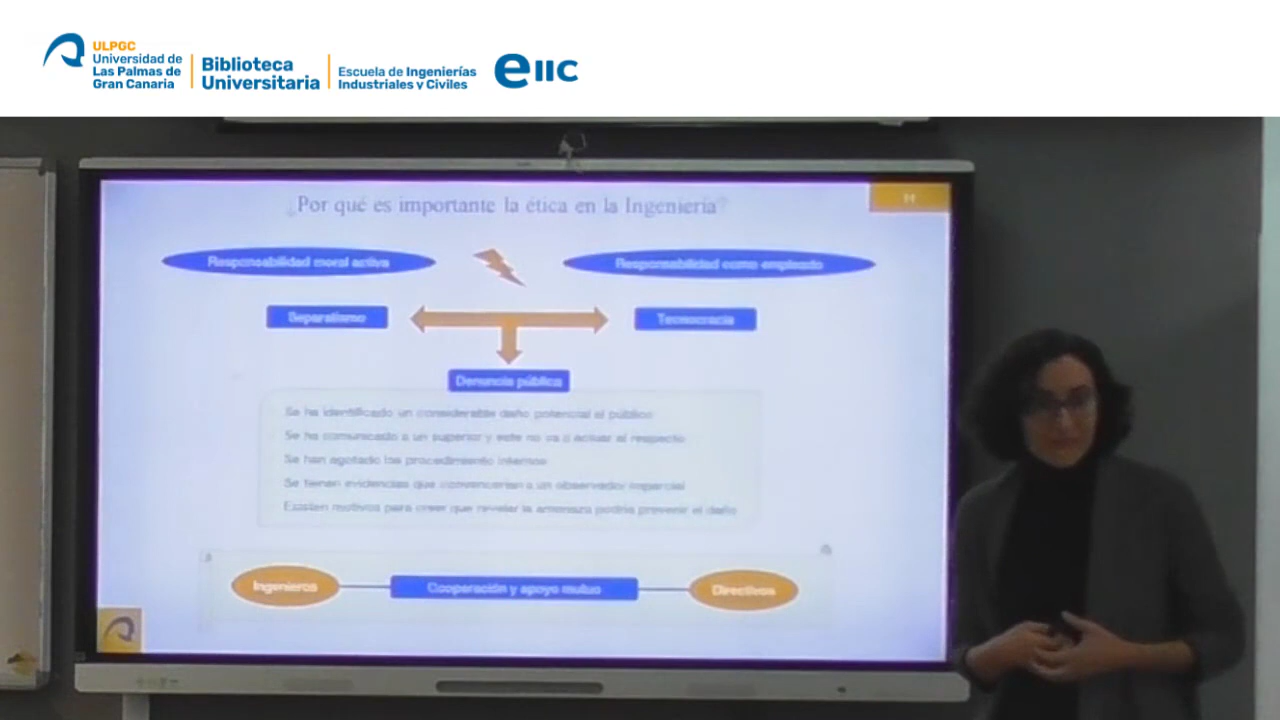 ULPGC
Universidad de
Las Palmas de
Gran Canaria
Biblioteca
Universitaria
Escuela de Ingenierías
Industriales y Civiles
eiic
¿Por qué es importante la ética en la Ingeniería?
Responsabilidad moral activa
Responsabilidad como empleado
Separatismo
Tecnocracia
Denuncia pública
Se ha identificado un considerable daño potencial al público
Se ha comunicado a un superior y este no va a actuar al respecto
Se han agotado los procedimiento internos
Se tienen evidencias que convencerían a un observador imparcial
Existen motivos para creer que revelar la amenaza podría prevenir el daño
Ingenieros
Cooperación y apoyo mutuo
Directivos